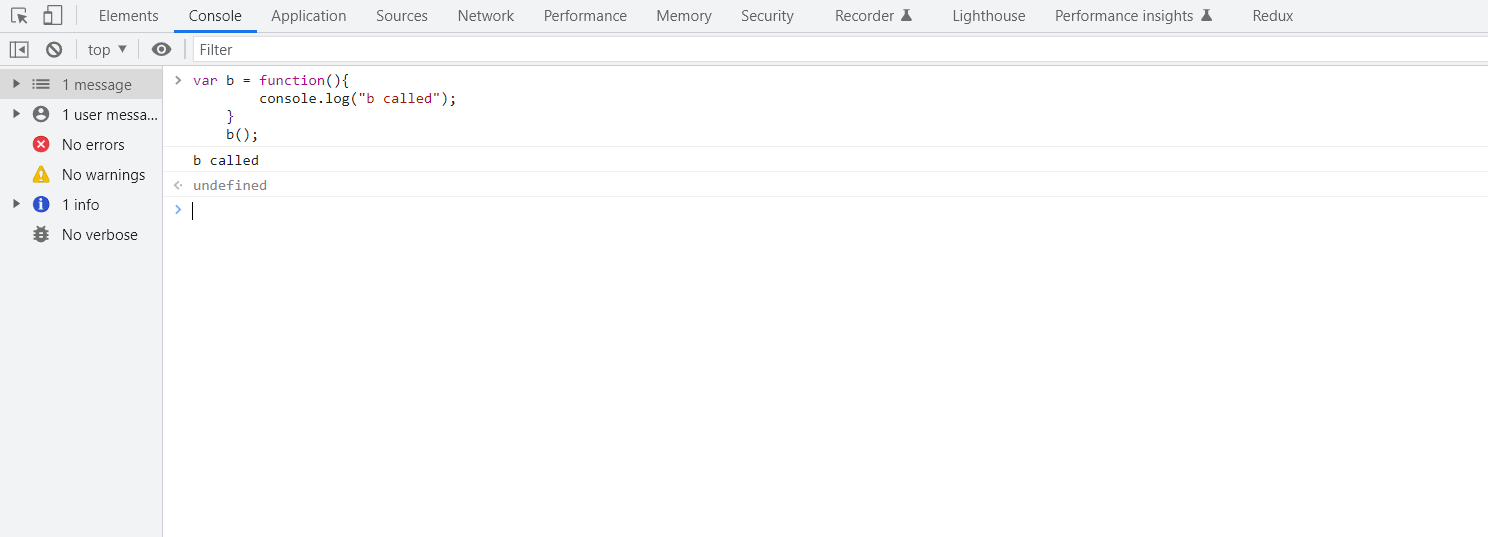 Elements Console Application Sources Network Performance Memory Security Recorder Lighthouse Performance insights Redux
top Filter
1 message
1 user messa...
No errors
No warnings
1 info
No verbose
var b = function(){
console.log("b called");
}
b();
b called
undefined